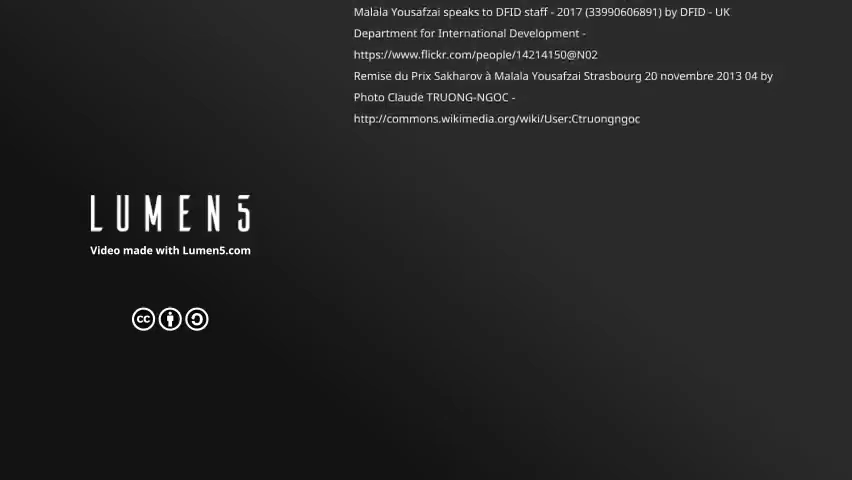 Malala Yousafzai speaks to DFID staff - 2017 (33990606891) by DFID - UK
Department for International Development -
https://www.flickr.com/people/14214150@N02
Remise du Prix Sakharov à Malala Yousafzai Strasbourg 20 novembre 2013 04 by
Photo Claude TRUONG-NGOC -
http://commons.wikimedia.org/wiki/User:Ctruongngoc
LUMEN5
Video made with Lumen5.com
cc